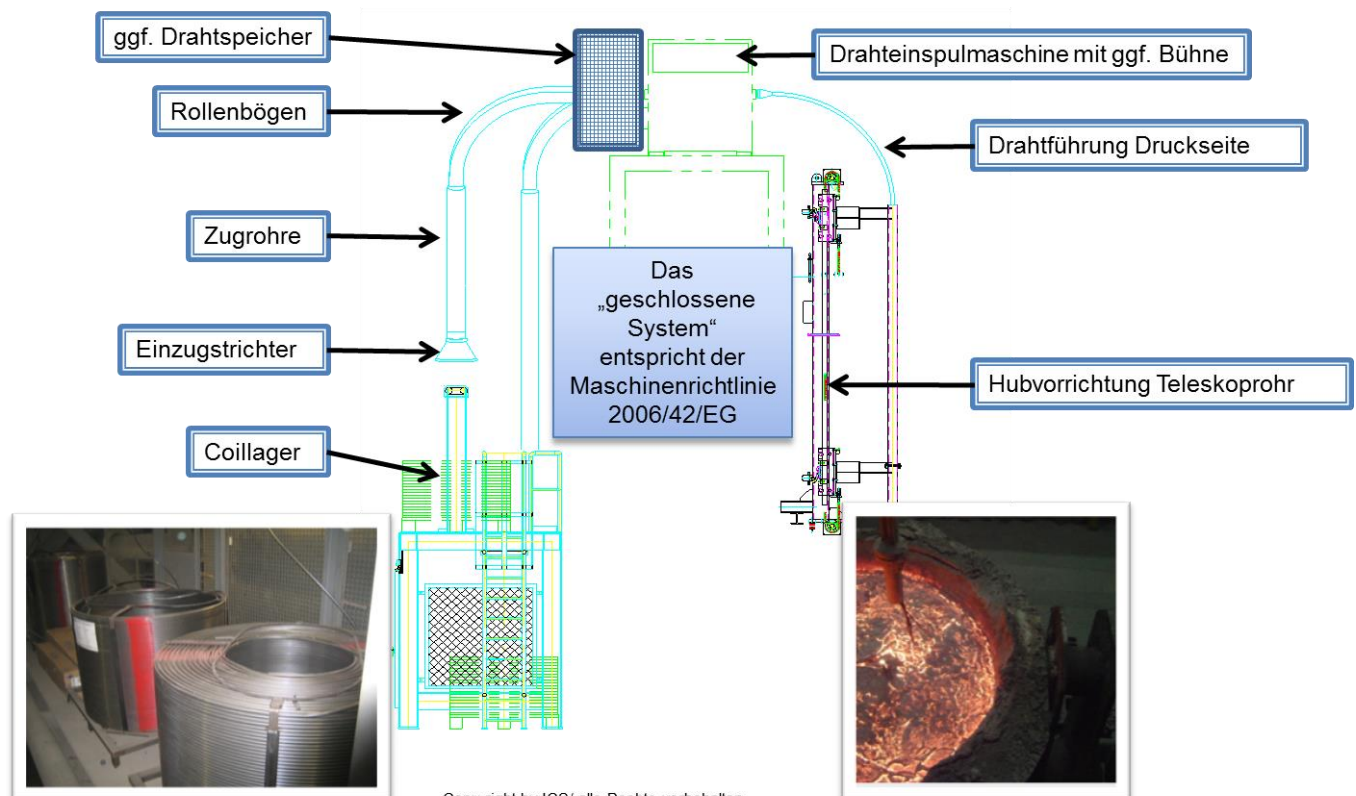 ggf. Drahtspeicher
Drahteinspulmaschine mit ggf. Bühne
Rollenbögen
Drahtführung Druckseite
Zugrohre
Das
„geschlossene
System“
entspricht der
Maschinenrichtlinie
2006/42/EG
Einzugstrichter
Hubvorrichtung Teleskoprohr
Coillager